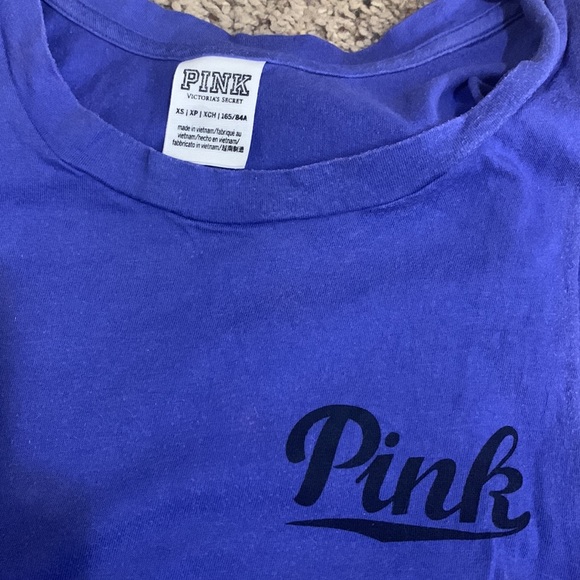 PINK
VICTORIA'S SECRET
XS | XP | XCH | 165/84A
made in vietnam/fabriqué au
vietnam/hecho en vietnam/
fabbricato in vietnam/越南制造
Pink